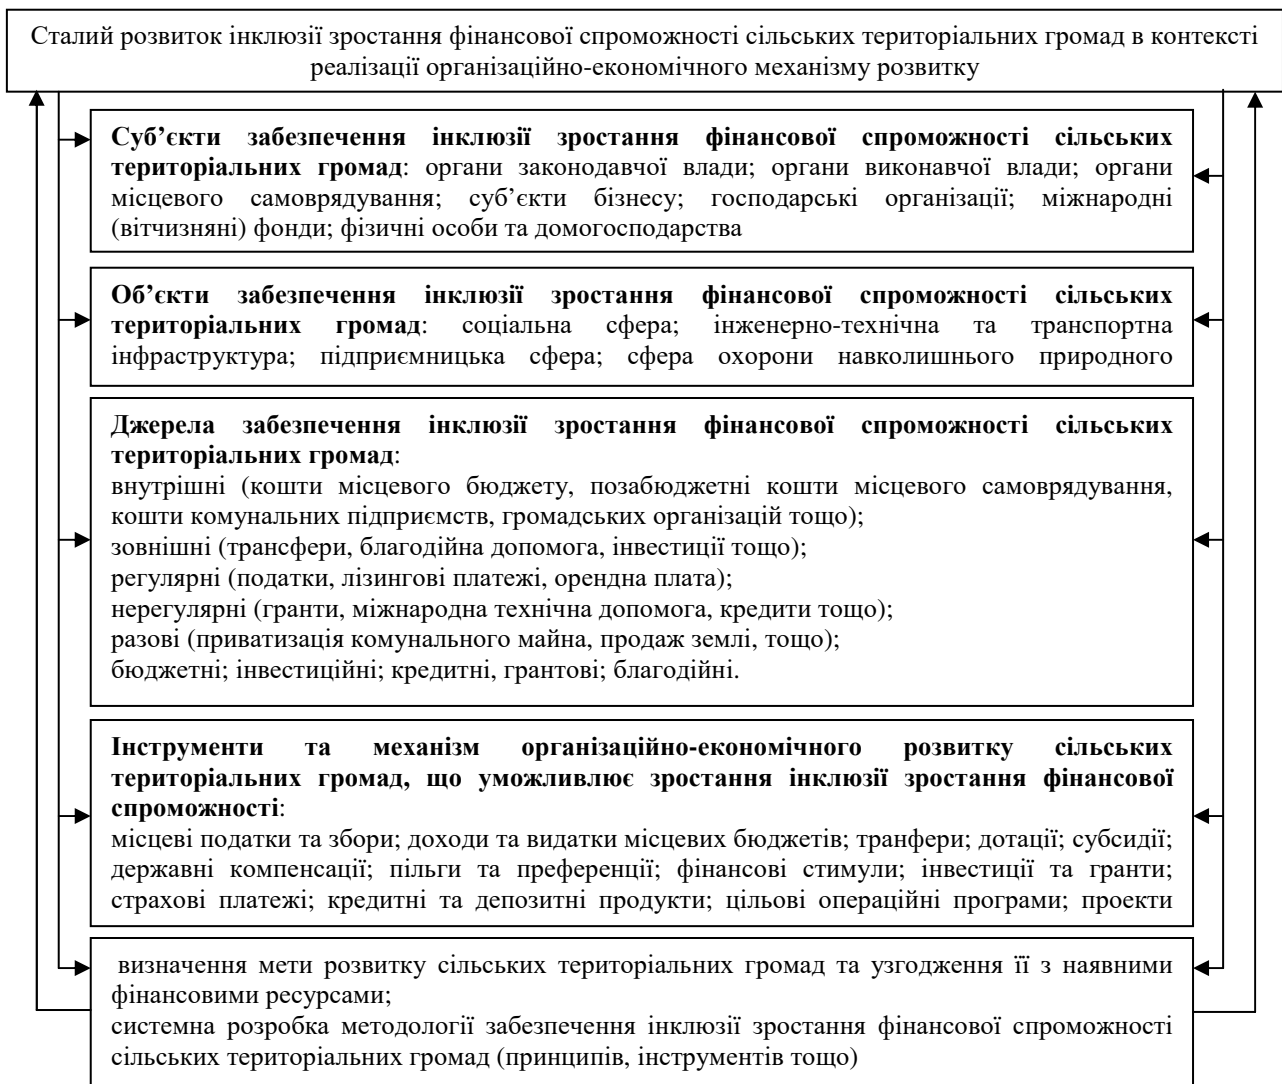 Сталий розвиток інклюзії зростання фінансової спроможності сільських територіальних громад в контексті
реалізації організаційно-економічного механізму розвитку
Суб’єкти забезпечення інклюзії зростання фінансової спроможності сільських
територіальних громад: органи законодавчої влади; органи виконавчої влади; органи
місцевого самоврядування; суб’єкти бізнесу; господарські організації; міжнародні
(вітчизняні) фонди; фізичні особи та домогосподарства
Об’єкти забезпечення інклюзії зростання фінансової спроможності сільських
територіальних громад: соціальна сфера; інженерно-технічна та транспортна
інфраструктура; підприємницька сфера; сфера охорони навколишнього природного
Джерела забезпечення інклюзії зростання фінансової спроможності сільських
територіальних громад:
внутрішні (кошти місцевого бюджету, позабюджетні кошти місцевого самоврядування,
кошти комунальних підприємств, громадських організацій тощо);
зовнішні (трансфери, благодійна допомога, інвестиції тощо);
регулярні (податки, лізингові платежі, орендна плата);
нерегулярні (гранти, міжнародна технічна допомога, кредити тощо);
разові (приватизація комунального майна, продаж землі, тощо);
бюджетні; інвестиційні; кредитні, грантові; благодійні.
Інструменти та механізм організаційно-економічного розвитку сільських
територіальних громад, що уможливлює зростання інклюзії зростання фінансової
спроможності:
місцеві податки та збори; доходи та видатки місцевих бюджетів; транфери; дотації; субсидії;
державні компенсації; пільги та преференції; фінансові стимули; інвестиції та гранти;
страхові платежі; кредитні та депозитні продукти; цільові операційні програми; проекти
визначення мети розвитку сільських територіальних громад та узгодження її з наявними
фінансовими ресурсами;
системна розробка методології забезпечення інклюзії зростання фінансової спроможності
сільських територіальних громад (принципів, інструментів тощо)